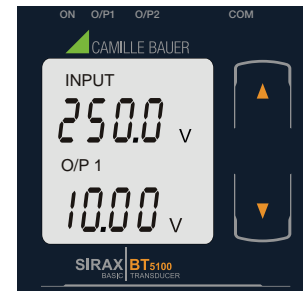 ON O/P1 O/P2 COM
CAMILLE BAUER
INPUT
250.0 V
O/P 1
10.00 V
SIRAX BT5100
BASIC TRANSDUCER